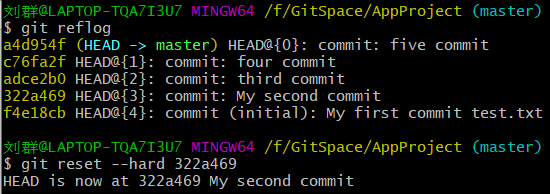 刘群@LAPTOP-TQA7I3U7 MINGW64 /f/GitSpace/AppProject (master)
$ git reflog
a4d954f (HEAD -> master) HEAD@{0}: commit: five commit
c76fa2f HEAD@{1}: commit: four commit
adce2b0 HEAD@{2}: commit: third commit
322a469 HEAD@{3}: commit: My second commit
f4e18cb HEAD@{4}: commit (initial): My first commit test.txt
刘群@LAPTOP-TQA7I3U7 MINGW64 /f/GitSpace/AppProject (master)
$ git reset --hard 322a469
HEAD is now at 322a469 My second commit